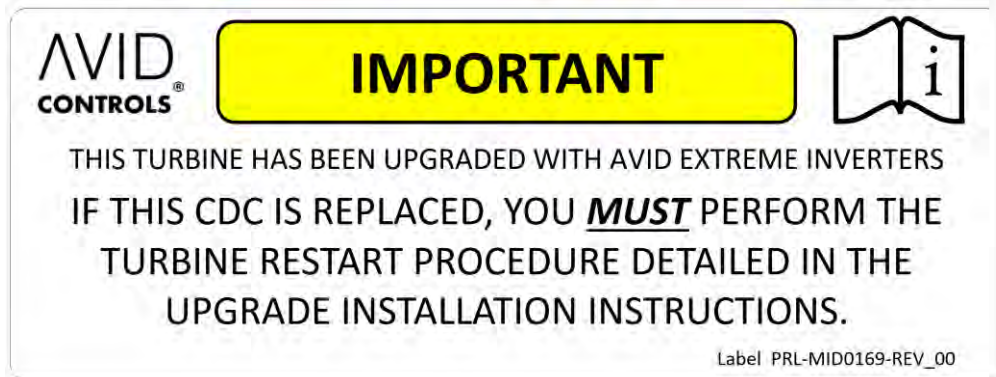 AVID
CONTROLS®
IMPORTANT
i
THIS TURBINE HAS BEEN UPGRADED WITH AVID EXTREME INVERTERS
IF THIS CDC IS REPLACED, YOU MUST PERFORM THE
TURBINE RESTART PROCEDURE DETAILED IN THE
UPGRADE INSTALLATION INSTRUCTIONS.
Label PRL-MID0169-REV_00